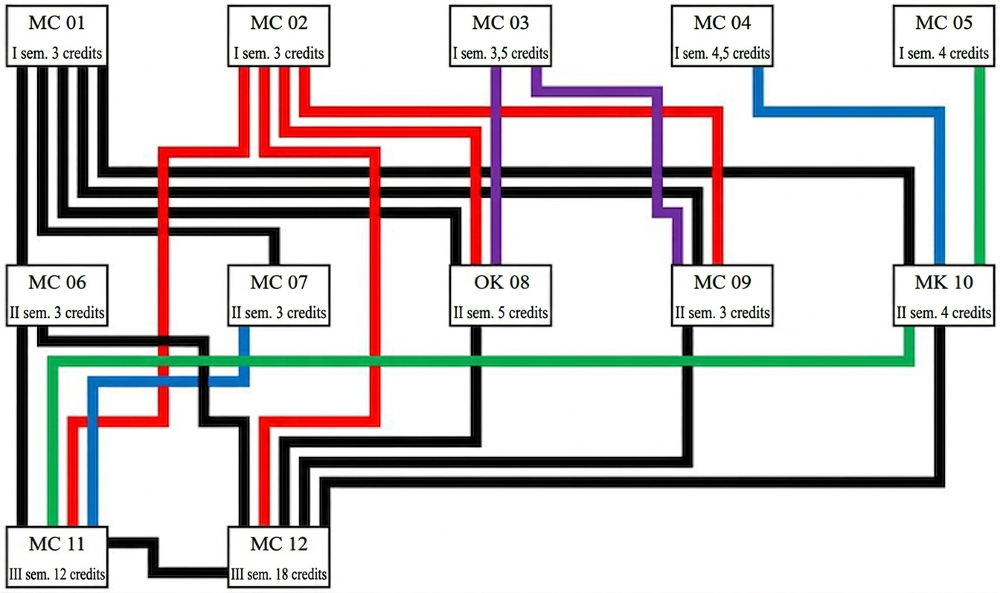 MC 01
I sem. 3 credits
MC 02
I sem. 3 credits
MC 03
I sem. 3,5 credits
MC 04
I sem. 4,5 credits
MC 05
I sem. 4 credits
MC 06
II sem. 3 credits
MC 07
II sem. 3 credits
OK 08
II sem. 5 credits
MC 09
II sem. 3 credits
MK 10
II sem. 4 credits
MC 11
III sem. 12 credits
MC 12
III sem. 18 credits